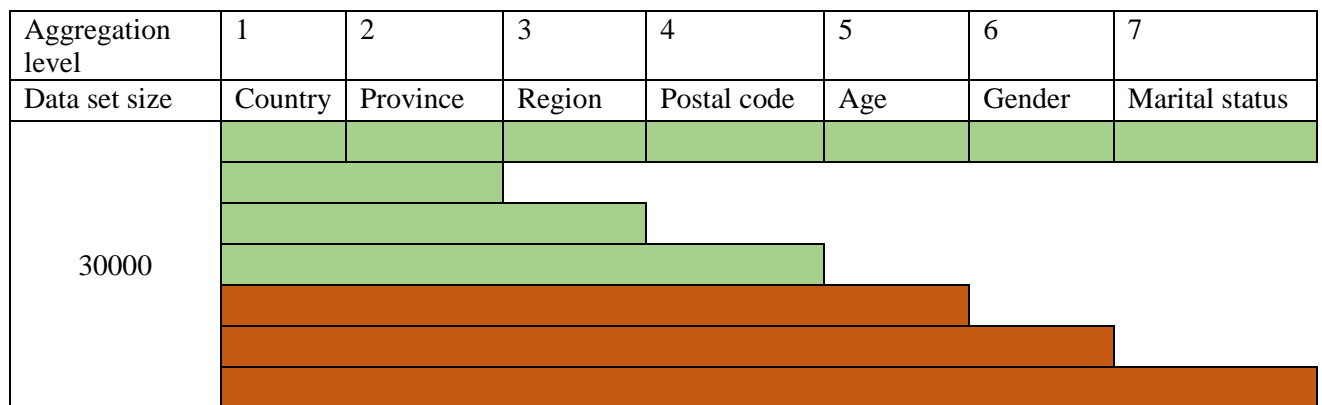 Aggregation level 1 2 3 4 5 6 7
Data set size Country Province Region Postal code Age Gender Marital status
30000